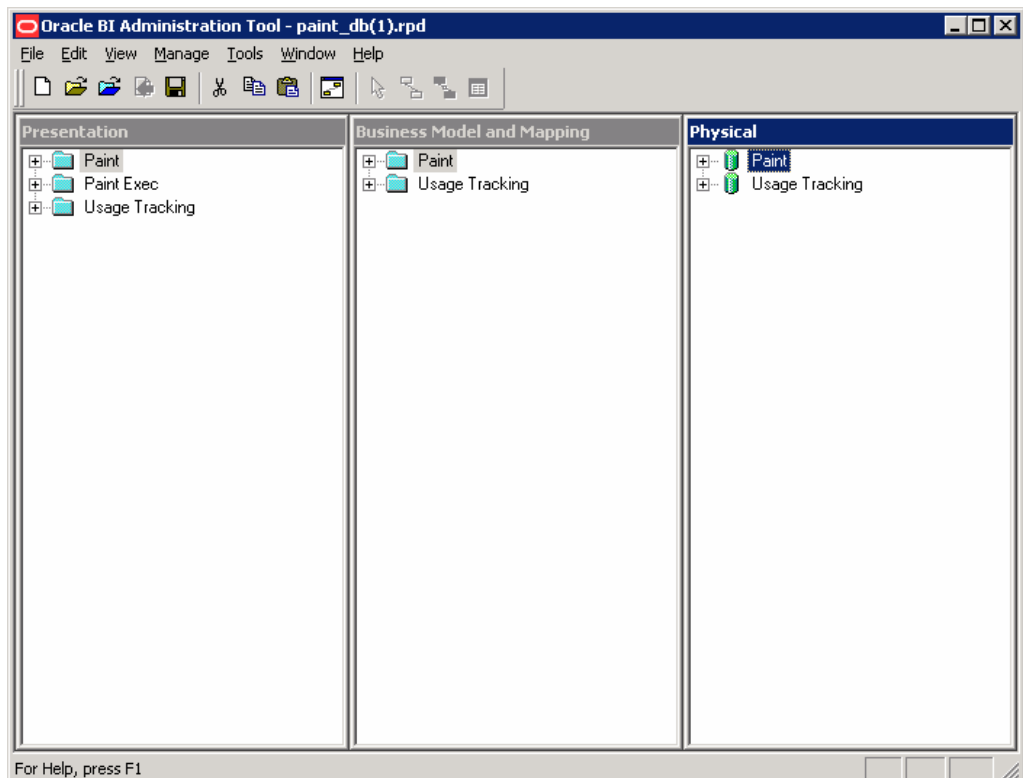 Oracle BI Administration Tool - paint_db(1).rpd
File Edit View Manage Tools Window Help
Presentation
Paint
Paint Exec
Usage Tracking
Business Model and Mapping
Paint
Usage Tracking
Physical
Paint
Usage Tracking
For Help, press F1